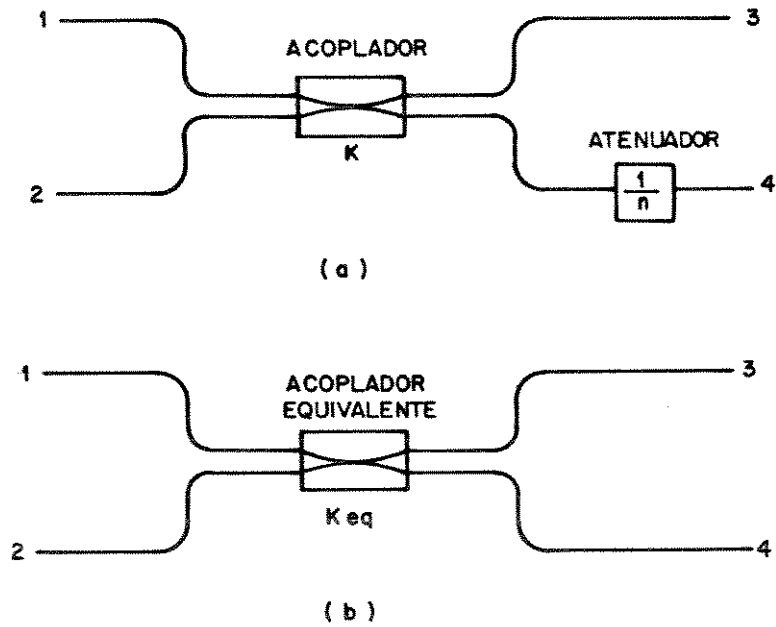 1
3
ACOPLADOR
K
ATENUADOR
1
n
2
4
(a)
1
3
ACOPLADOR
EQUIVALENTE
Keq
2
4
(b)